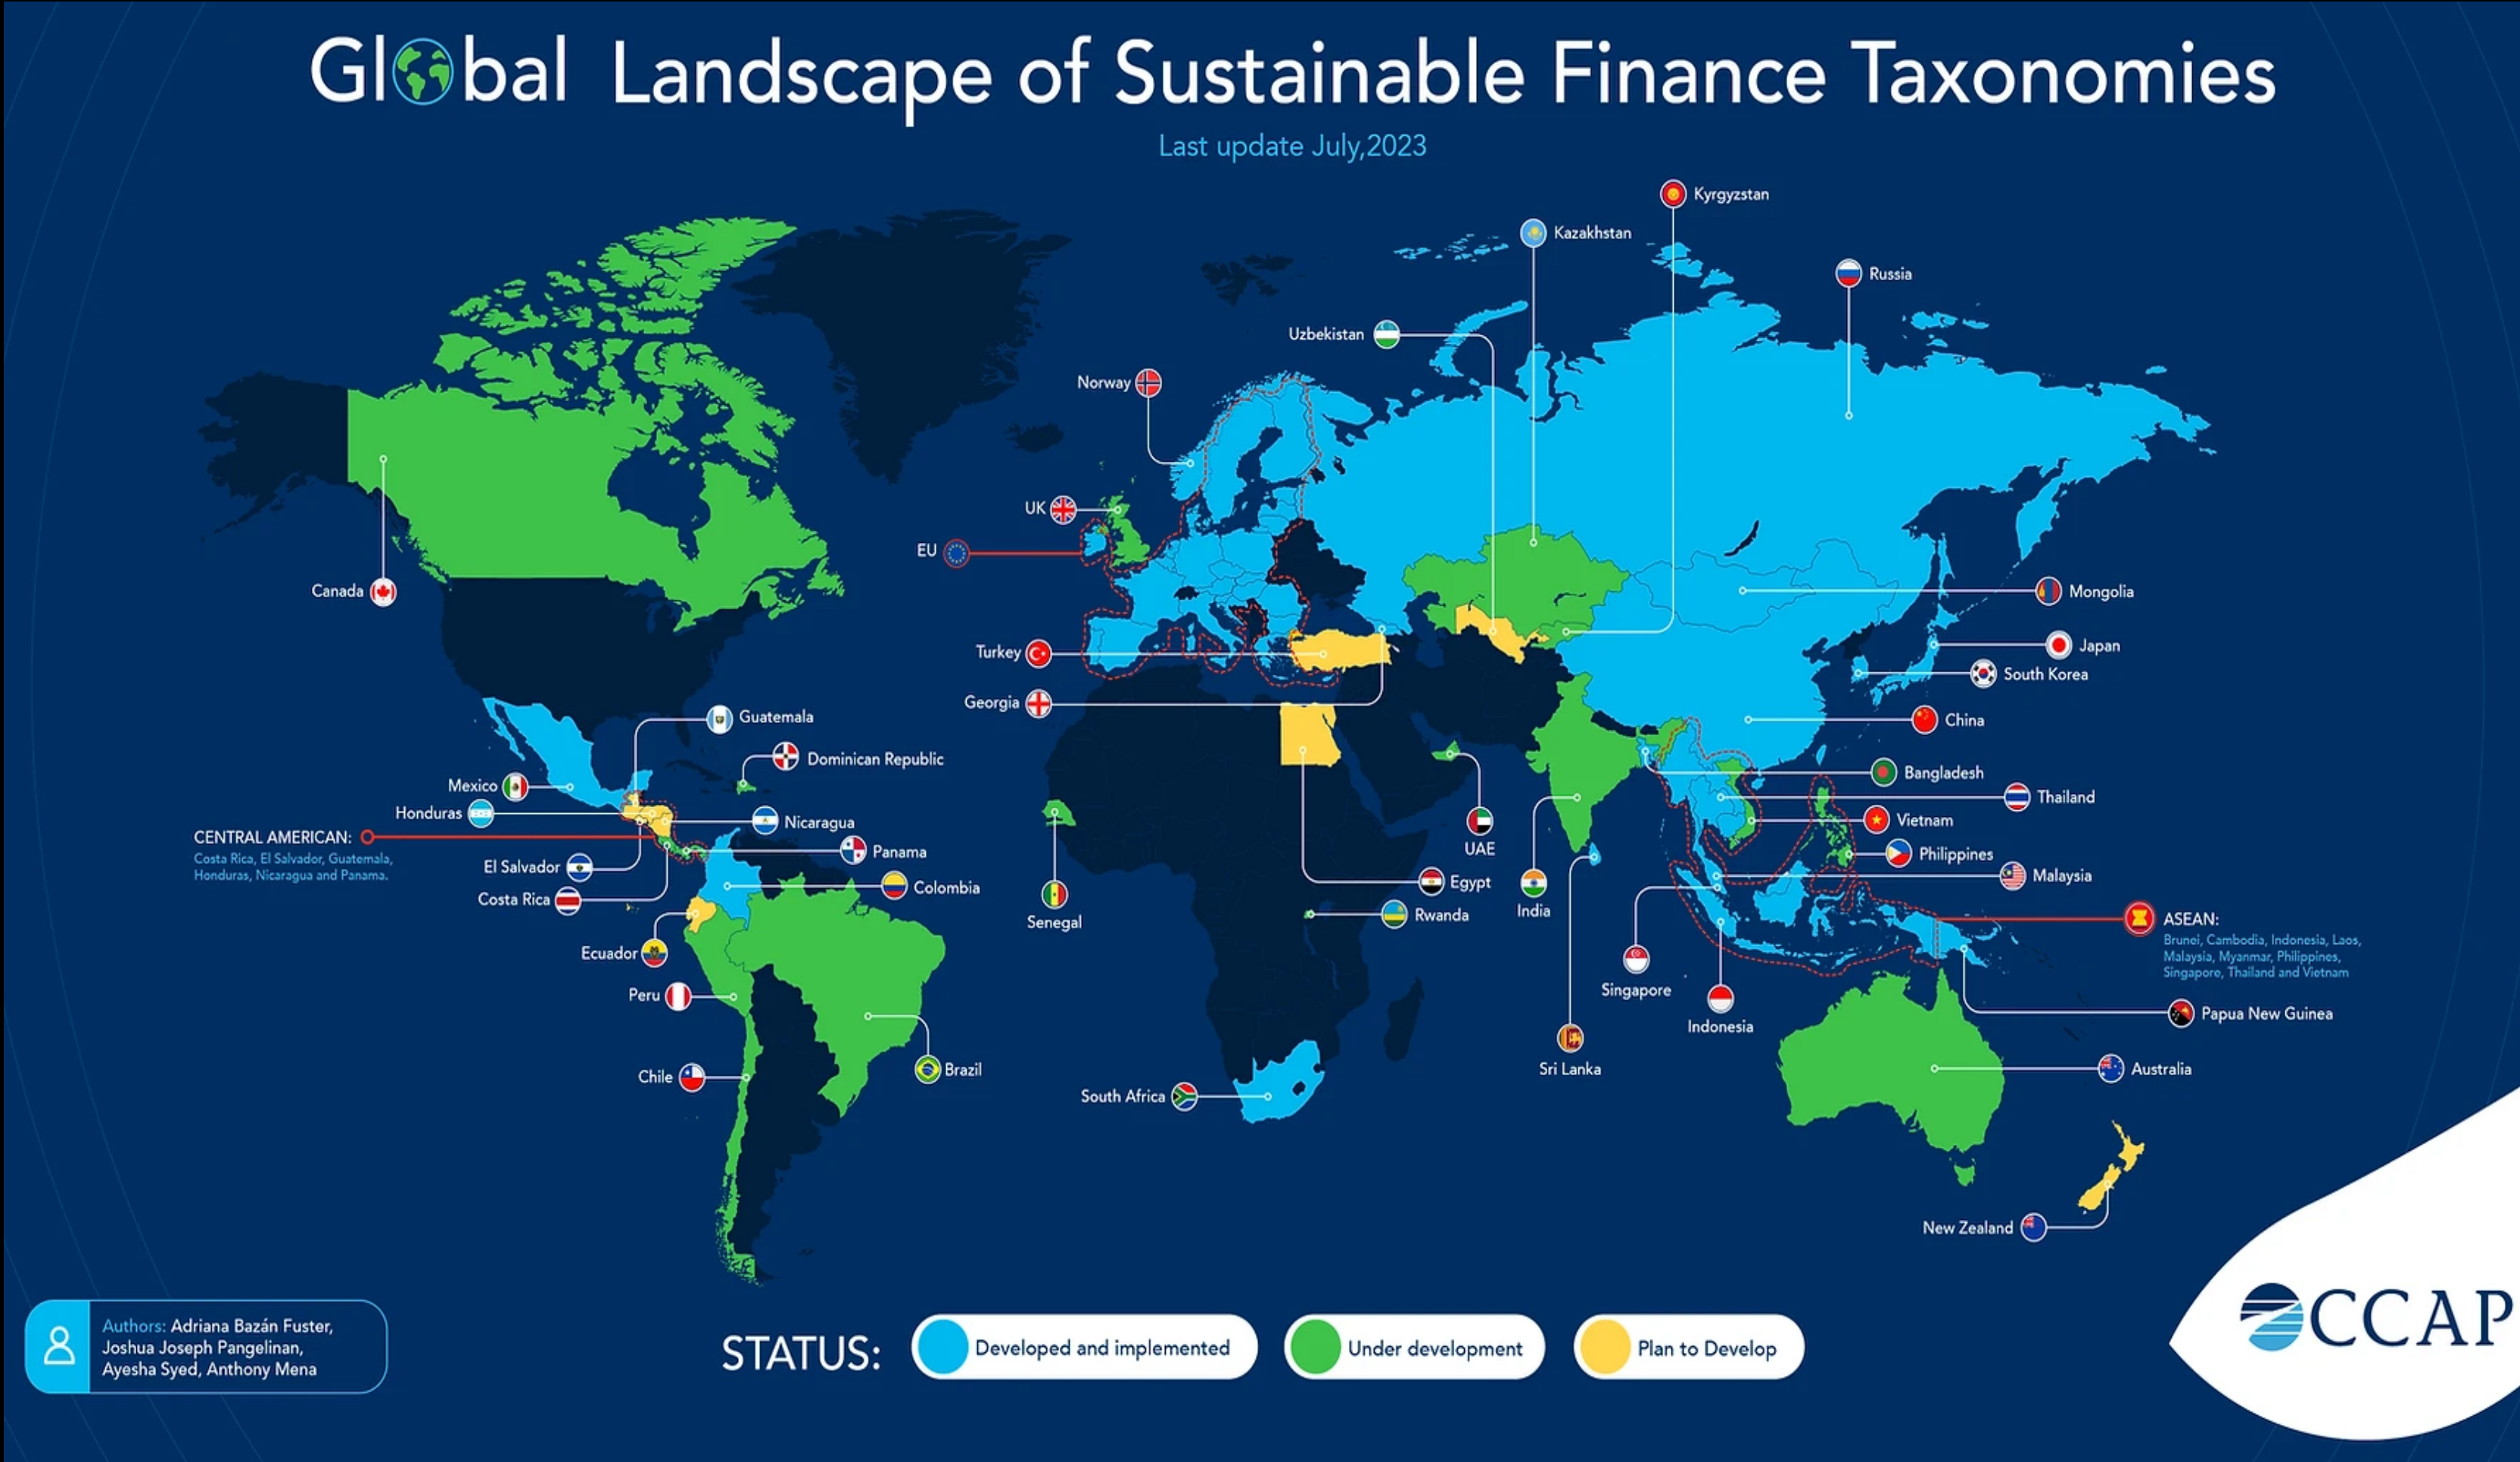 Global Landscape of Sustainable Finance Taxonomies
Last update July,2023
Kyrgyzstan
Kazakhstan
Russia
Uzbekistan
Norway
UK
EU
Canada
Mongolia
Japan
Turkey
South Korea
Georgia
Guatemala
China
Dominican Republic
Bangladesh
Mexico
Thailand
Honduras
Nicaragua
Vietnam
CENTRAL AMERICAN:
Costa Rica, El Salvador, Guatemala,
Honduras, Nicaragua and Panama.
UAE
Panama
Philippines
El Salvador
Malaysia
Colombia
Egypt
Costa Rica
India
Senegal
Rwanda
ASEAN:
Brunei, Cambodia, Indonesia, Laos,
Malaysia, Myanmar, Philippines,
Singapore, Thailand and Vietnam
Ecuador
Singapore
Peru
Indonesia
Papua New Guinea
Sri Lanka
Brazil
Chile
Australia
South Africa
New Zealand
Authors: Adriana Bazán Fuster,
Joshua Joseph Pangelinan,
Ayesha Syed, Anthony Mena
STATUS:
Developed and implemented
Under development
Plan to Develop
CCAP